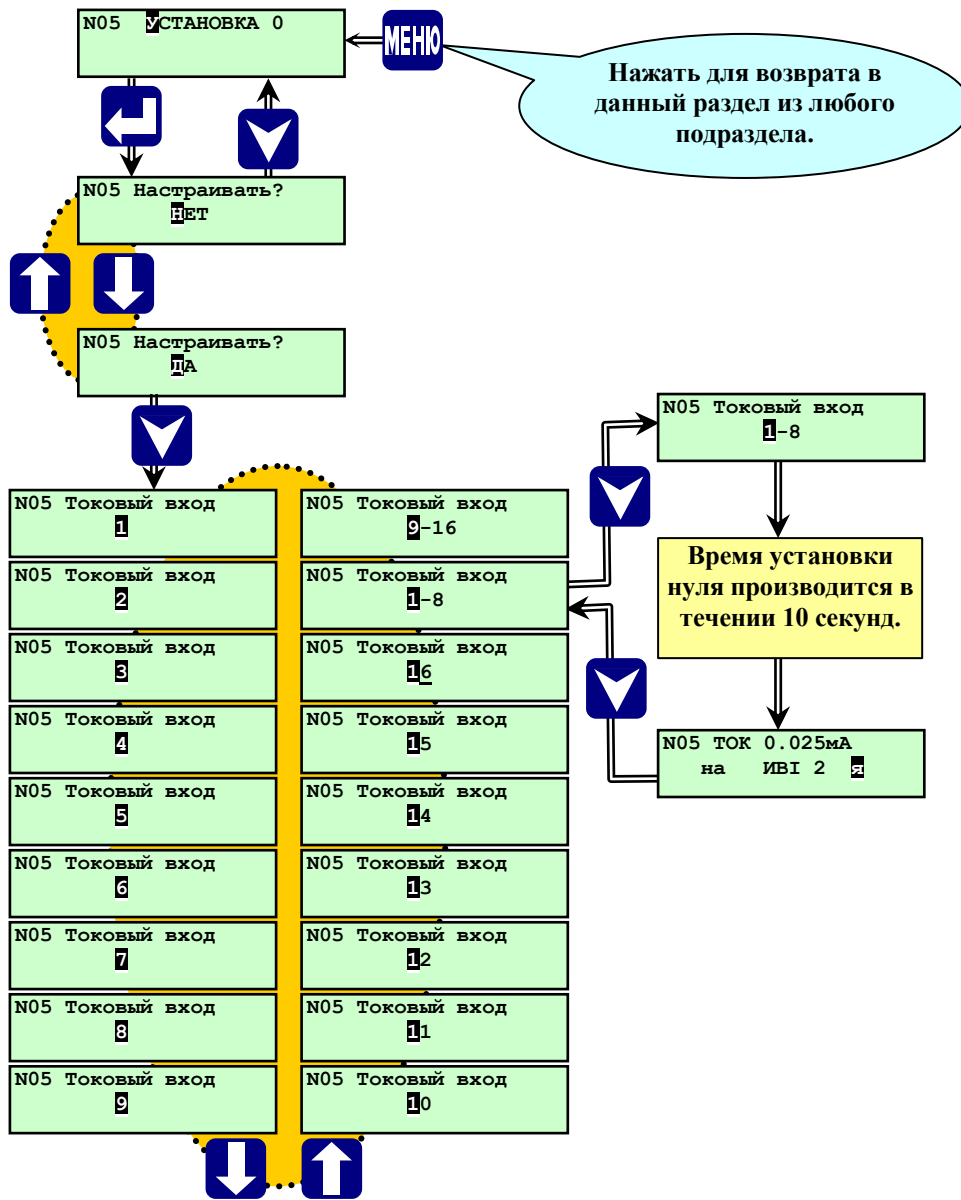 N05 УСТАНОВКА 0
МЕНЮ
Нажать для возврата в
данный раздел из любого
подраздела.
N05 Настраивать?
НЕТ
N05 Настраивать?
ДА
N05 Токовый вход
1
N05 Токовый вход
2
N05 Токовый вход
3
N05 Токовый вход
4
N05 Токовый вход
5
N05 Токовый вход
6
N05 Токовый вход
7
N05 Токовый вход
8
N05 Токовый вход
9
N05 Токовый вход
9-16
N05 Токовый вход
1-8
N05 Токовый вход
16
N05 Токовый вход
15
N05 Токовый вход
14
N05 Токовый вход
13
N05 Токовый вход
12
N05 Токовый вход
11
N05 Токовый вход
10
N05 Токовый вход
1-8
Время установки
нуля производится в
течении 10 секунд.
N05 ТОК 0.025мА
на ИВI 2 я